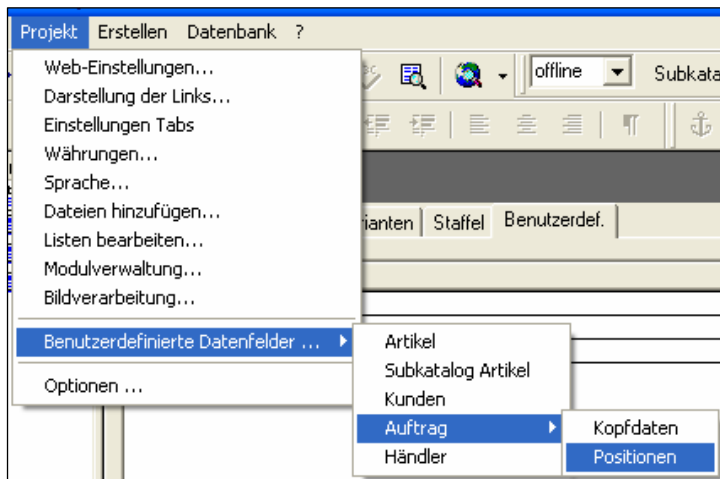 Projekt Erstellen Datenbank ?
Web-Einstellungen...
Darstellung der Links...
offline Subkata
Einstellungen Tabs
Währungen...
Sprache...
Dateien hinzufügen...
ianten Staffel Benutzerdef.
Listen bearbeiten...
Modulverwaltung...
Bildverarbeitung...
Benutzerdefinierte Datenfelder ...
Optionen ...
Artikel
Subkatalog Artikel
Kunden
Auftrag
Händler
Kopfdaten
Positionen